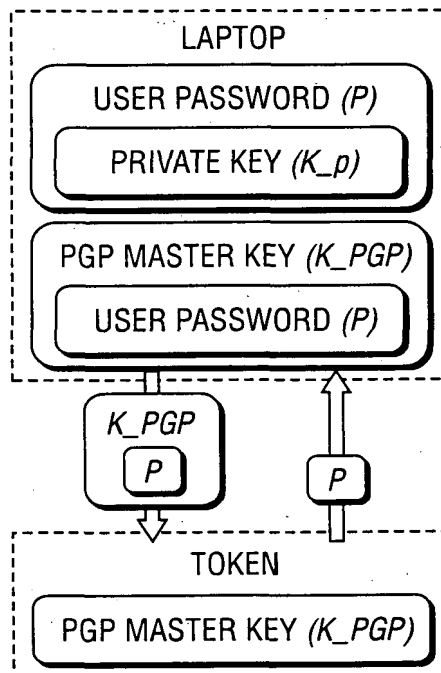 LAPTOP
USER PASSWORD (P)
PRIVATE KEY (K_p)
PGP MASTER KEY (K_PGP)
USER PASSWORD (P)
K_PGP
P
P
TOKEN
PGP MASTER KEY (K_PGP)